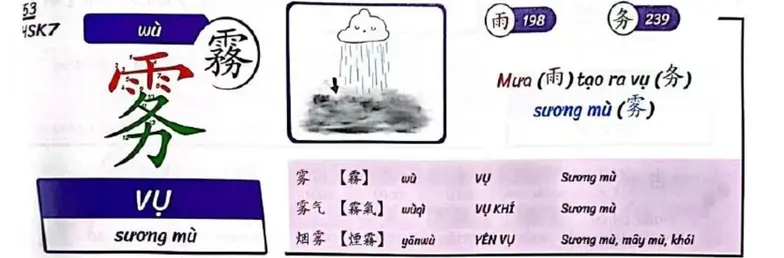 53
HSK7
wù
霧
雾
VỤ
sương mù
雨 198
务 239
Mưa (雨) tạo ra vụ (务)
sương mù (雾)
雾 【霧】 wù VỤ Sương mù
雾气 【霧氣】 wùqì VỤ KHÍ Sương mù
烟雾 【煙霧】 yānwù YÊN VỤ Sương mù, mây mù, khói